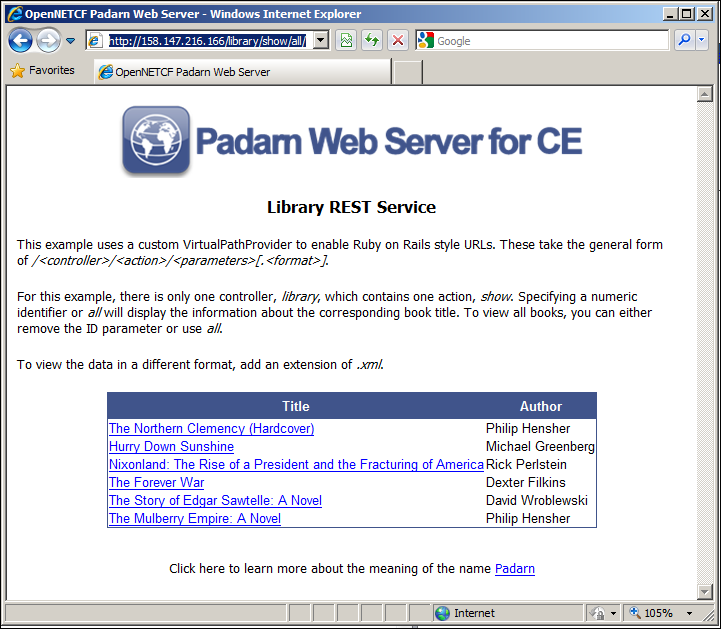 OpenNETCF Padarn Web Server - Windows Internet Explorer
http://158.147.216.166/library/show/all/
Google
Favorites
OpenNETCF Padarn Web Server
Padarn Web Server for CE
Library REST Service
This example uses a custom VirtualPathProvider to enable Ruby on Rails style URLs. These take the general form
of /<controller>/<action>/<parameters>[.<format>].
For this example, there is only one controller, library, which contains one action, show. Specifying a numeric
identifier or all will display the information about the corresponding book title. To view all books, you can either
remove the ID parameter or use all.
To view the data in a different format, add an extension of .xml.
Title Author
The Northern Clemency (Hardcover) Philip Hensher
Hurry Down Sunshine Michael Greenberg
Nixonland: The Rise of a President and the Fracturing of America Rick Perlstein
The Forever War Dexter Filkins
The Story of Edgar Sawtelle: A Novel David Wroblewski
The Mulberry Empire: A Novel Philip Hensher
Click here to learn more about the meaning of the name Padarn
Internet 105%